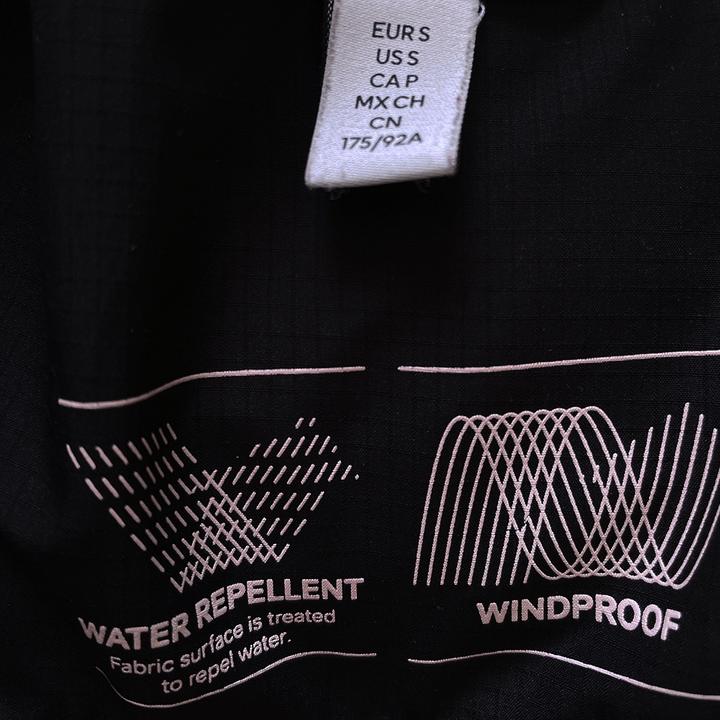 EUR S
US S
CA P
MX CH
CN
175/92A
WATER REPELLENT
Fabric surface is treated
to repel water.
WINDPROOF